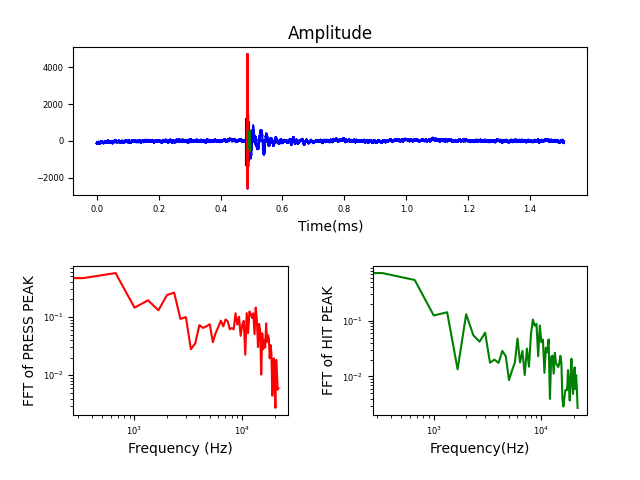 Amplitude
4000
2000
0
−2000
0.0 0.2 0.4 0.6 0.8 1.0 1.2 1.4
Time(ms)
FFT of PRESS PEAK
10⁻¹
10⁻²
10³ 10⁴
Frequency (Hz)
FFT of HIT PEAK
10⁻¹
10⁻²
10³ 10⁴
Frequency(Hz)